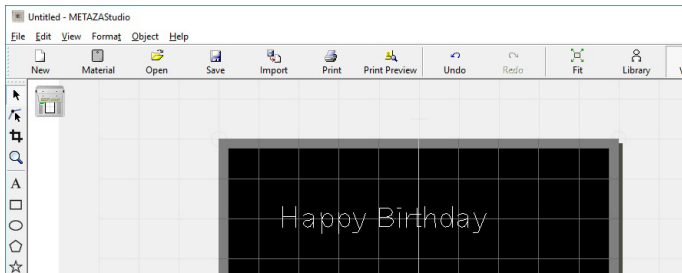 Untitled - METAZAStudio
File Edit View Format Object Help
New Material Open Save Import Print Print Preview Undo Redo Fit Library
A
Happy Birthday